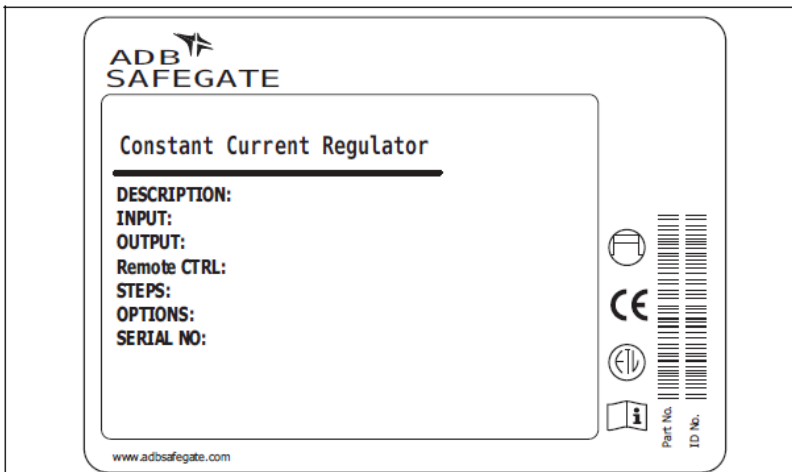 ADB
SAFEGATE
Constant Current Regulator
DESCRIPTION:
INPUT:
OUTPUT:
Remote CTRL:
STEPS:
OPTIONS:
SERIAL NO:
CE
ETL
i
Part No.
ID No.
www.adbsafegate.com